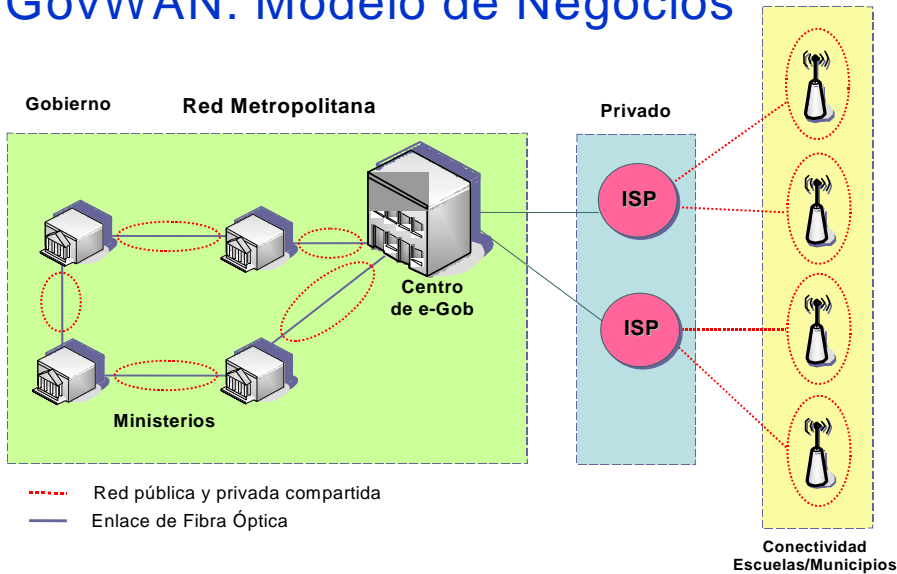 GovWAN: Modelo de Negocios
Gobierno
Red Metropolitana
Privado
ISP
Centro
de e-Gob
ISP
Ministerios
Red pública y privada compartida
Enlace de Fibra Óptica
Conectividad
Escuelas/Municipios